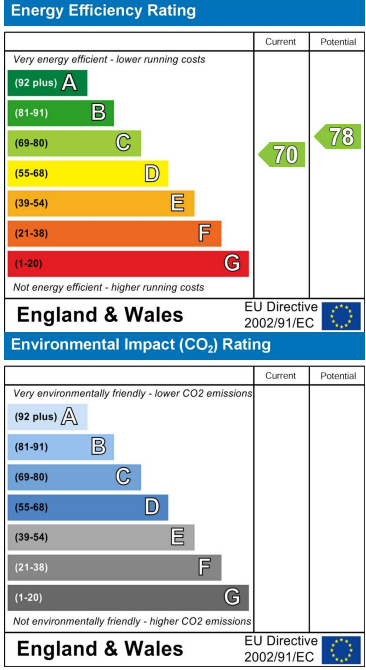 Energy Efficiency Rating
Current Potential
Very energy efficient - lower running costs
(92 plus) A
(81-91) B
(69-80) C
(55-68) D
(39-54) E
(21-38) F
(1-20) G
70
78
Not energy efficient - higher running costs
England & Wales
EU Directive
2002/91/EC
Environmental Impact (CO₂) Rating
Current Potential
Very environmentally friendly - lower CO2 emissions
(92 plus) A
(81-91) B
(69-80) C
(55-68) D
(39-54) E
(21-38) F
(1-20) G
Not environmentally friendly - higher CO2 emissions
England & Wales
EU Directive
2002/91/EC